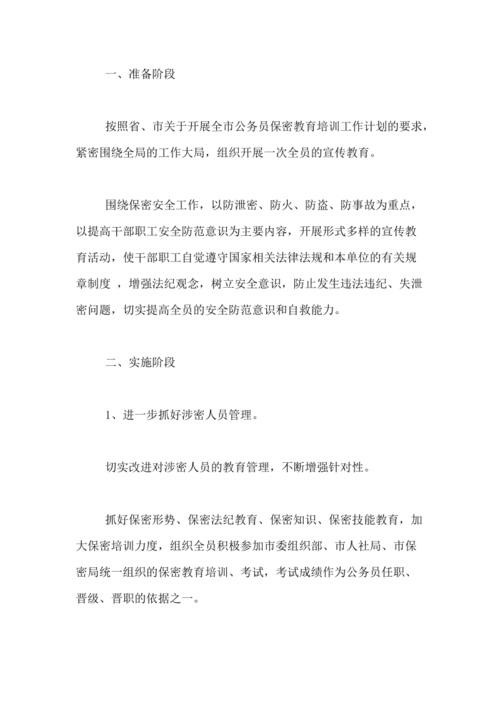 一、准备阶段
按照省、市关于开展全市公务员保密教育培训工作计划的要求，
紧密围绕全局的工作大局，组织开展一次全员的宣传教育。
围绕保密安全工作，以防泄密、防火、防盗、防事故为重点，
以提高干部职工安全防范意识为主要内容，开展形式多样的宣传教
育活动，使干部职工自觉遵守国家相关法律法规和本单位的有关规
章制度 ，增强法纪观念，树立安全意识，防止发生违法违纪、失泄
密问题，切实提高全员的安全防范意识和自救能力。
二、实施阶段
1、进一步抓好涉密人员管理。
切实改进对涉密人员的教育管理，不断增强针对性。
抓好保密形势、保密法纪教育、保密知识、保密技能教育，加
大保密培训力度，组织全员积极参加市委组织部、市人社局、市保
密局统一组织的保密教育培训、考试，考试成绩作为公务员任职、
晋级、晋职的依据之一。